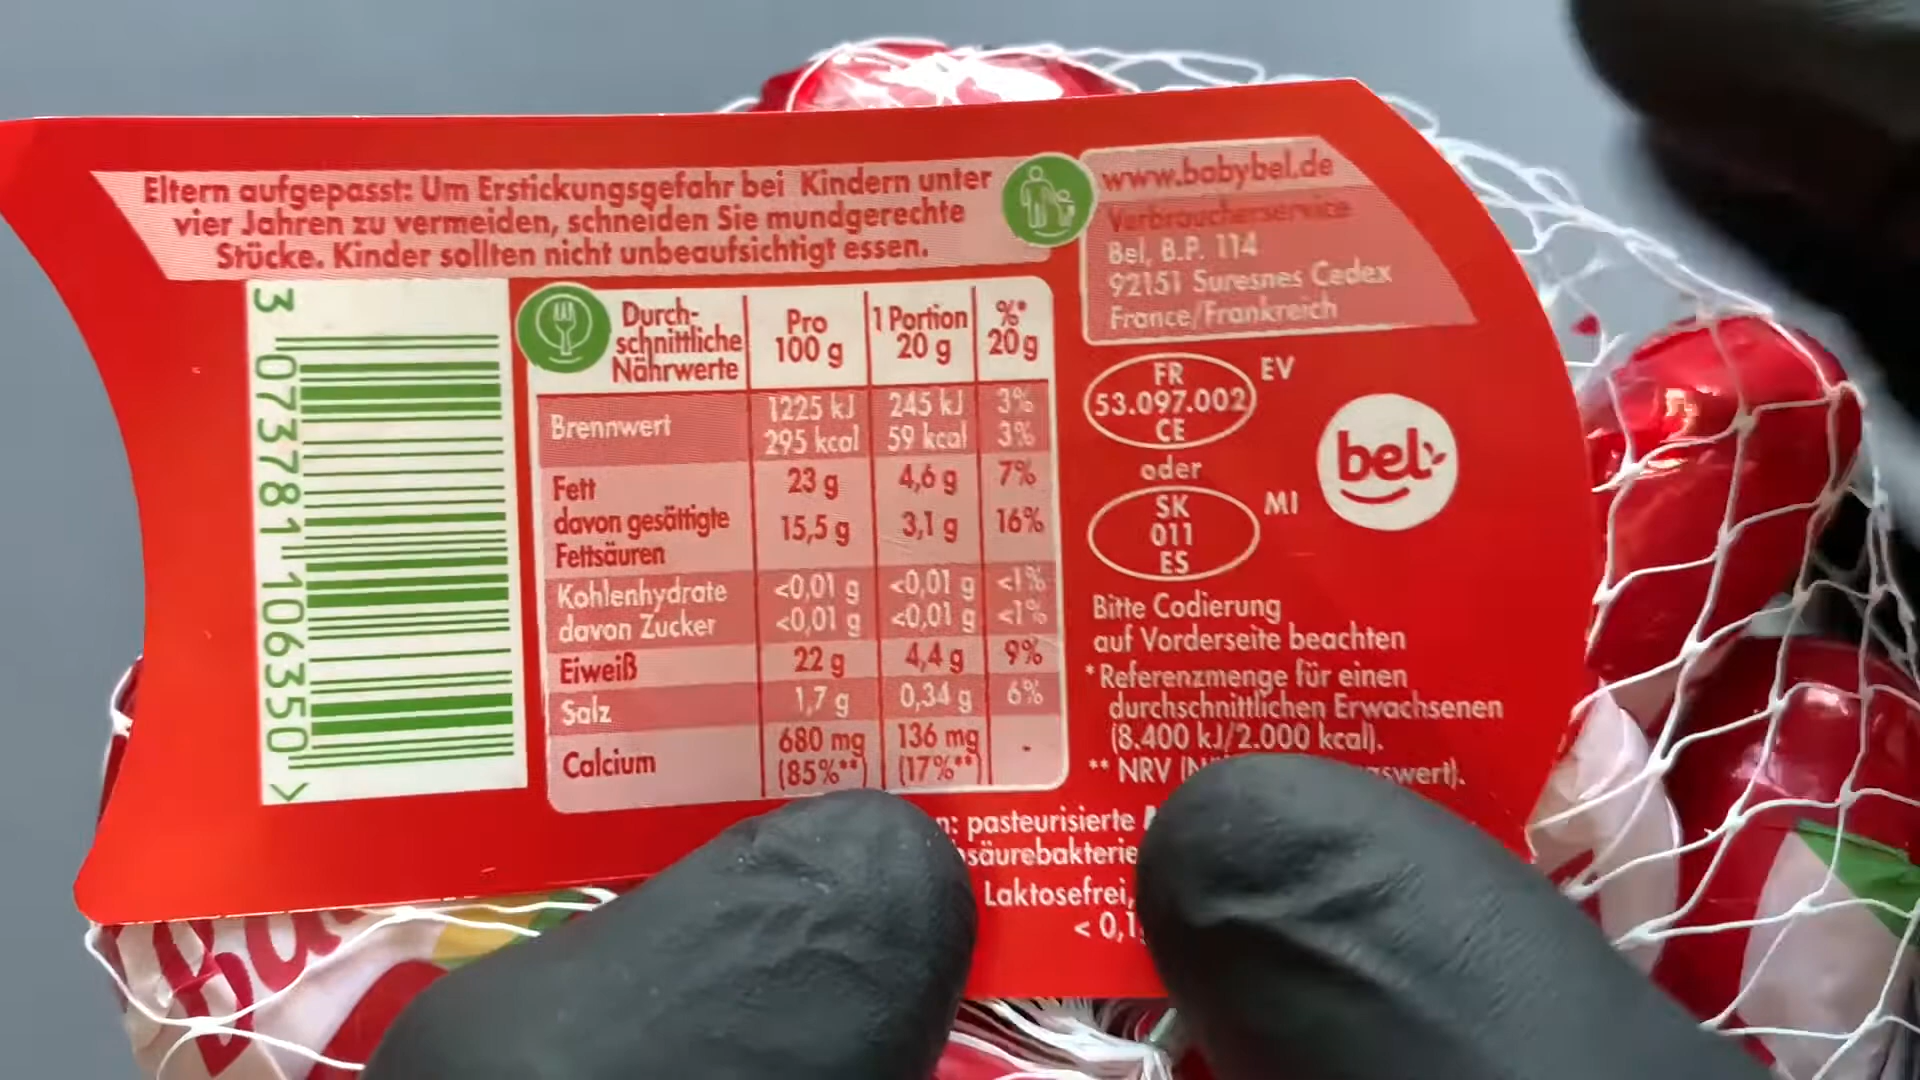 Eltern aufgepasst: Um Erstickungsgefahr bei Kindern unter
vier Jahren zu vermeiden, schneiden Sie mundgerechte
Stücke. Kinder sollten nicht unbeaufsichtigt essen.
www.babybel.de
Verbraucherservice
Bel, B.P. 114
92151 Suresnes Cedex
France/Frankreich
3 073781 106350 >
Durch-
schnittliche
Nährwerte
Pro
100 g
1 Portion
20 g
%*
20g
Brennwert 1225 kJ 245 kJ 3%
295 kcal 59 kcal 3%
Fett 23 g 4,6 g 7%
davon gesättigte
Fettsäuren 15,5 g 3,1 g 16%
Kohlenhydrate <0,01 g <0,01 g <1%
davon Zucker <0,01 g <0,01 g <1%
Eiweiß 22 g 4,4 g 9%
Salz 1,7 g 0,34 g 6%
Calcium 680 mg 136 mg -
(85%**) (17%**)
FR
53.097.002
CE
EV
oder
SK
011
ES
MI
bel
Bitte Codierung
auf Vorderseite beachten
*Referenzmenge für einen
durchschnittlichen Erwachsenen
(8.400 kJ/2.000 kcal).
** NRV
pasteurisierte
Laktosefrei,
< 0,1